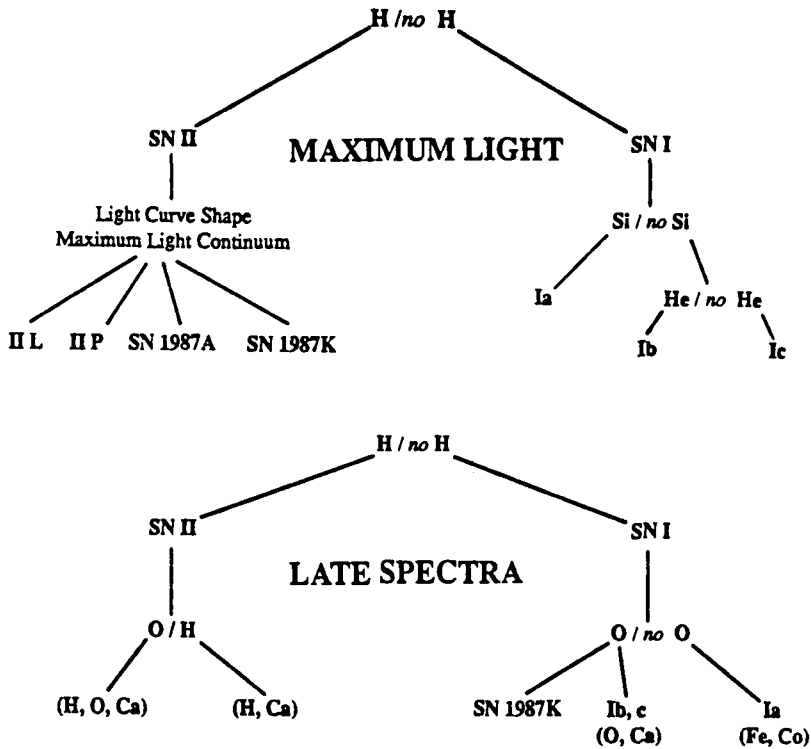 H / no H
SN II
SN I
MAXIMUM LIGHT
Light Curve Shape
Maximum Light Continuum
Si / no Si
Ia
He / no He
II L
II P
SN 1987A
SN 1987K
Ib
Ic
H / no H
SN II
SN I
LATE SPECTRA
O / H
O / no O
(H, O, Ca)
(H, Ca)
SN 1987K
Ib, c
(O, Ca)
Ia
(Fe, Co)